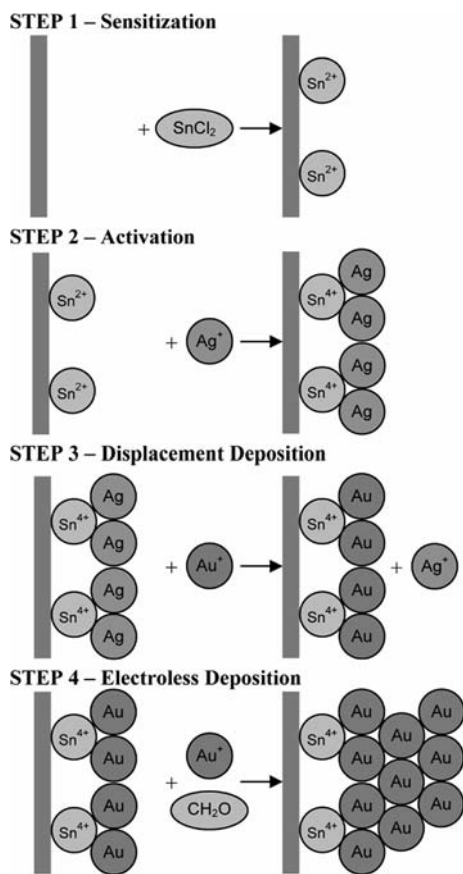 STEP 1 – Sensitization
+ SnCl₂
Sn²⁺
Sn²⁺
STEP 2 – Activation
Sn²⁺
Sn²⁺
+ Ag⁺
Sn⁴⁺
Sn⁴⁺
Ag
Ag
Ag
Ag
STEP 3 – Displacement Deposition
Sn⁴⁺
Sn⁴⁺
Ag
Ag
Ag
Ag
+ Au⁺
Sn⁴⁺
Sn⁴⁺
Au
Au
Au
Au
+ Ag⁺
STEP 4 – Electroless Deposition
Sn⁴⁺
Sn⁴⁺
Au
Au
Au
Au
Au⁺
+
CH₂O
Sn⁴⁺
Sn⁴⁺
Au
Au
Au
Au
Au
Au
Au
Au
Au
Au